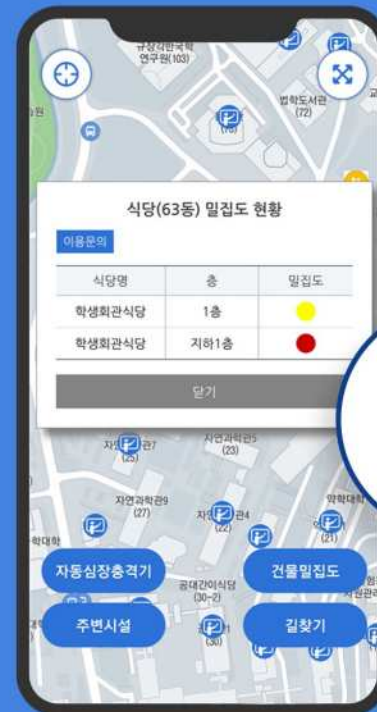 규장각한국학
연구원(103)
법학도서관
(72)
식당(63동) 밀집도 현황
이용문의
식당명 층 밀집도
학생회관식당 1층
학생회관식당 지하1층
닫기
(25)
자연과학관5
(23)
자연과학관9
(27)
(22)
(21)
자동심장충격기
건물밀집도
공대간이식당
(30-2)
주변시설
길찾기
(30)